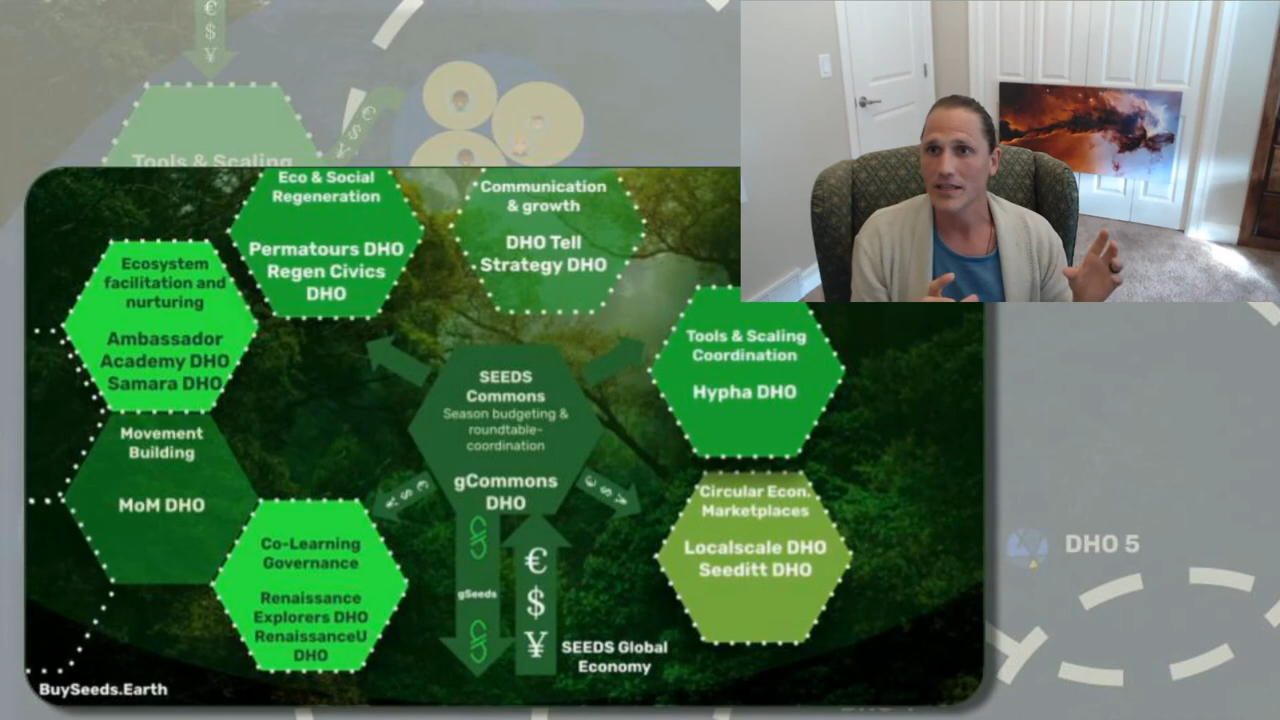 €
$
¥
€
$
¥
Tools & Scaling
Eco & Social
Regeneration
Permatours DHO
Regen Civics
DHO
Communication
& growth
DHO Tell
Strategy DHO
Ecosystem
facilitation and
nurturing
Ambassador
Academy DHO
Samara DHO
Tools & Scaling
Coordination
Hypha DHO
SEEDS
Commons
Season budgeting &
roundtable-
coordination
gCommons
DHO
Movement
Building
MoM DHO
€ $ ¥
€ $ ¥
"Circular Econ.
Marketplaces
Localscale DHO
Seeditt DHO
Co-Learning
Governance
Renaissance
Explorers DHO
RenaissanceU
DHO
gSeeds
€
$
¥
SEEDS Global
Economy
DHO 5
BuySeeds.Earth